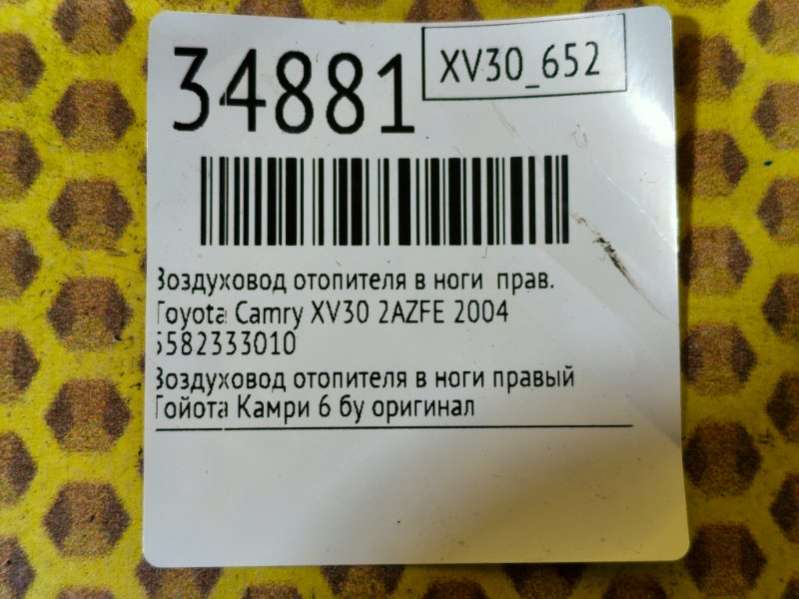 34881
XV30_652
Воздуховод отопителя в ноги прав.
Toyota Camry XV30 2AZFE 2004
5582333010
Воздуховод отопителя в ноги правый
Тойота Камри 6 бу оригинал